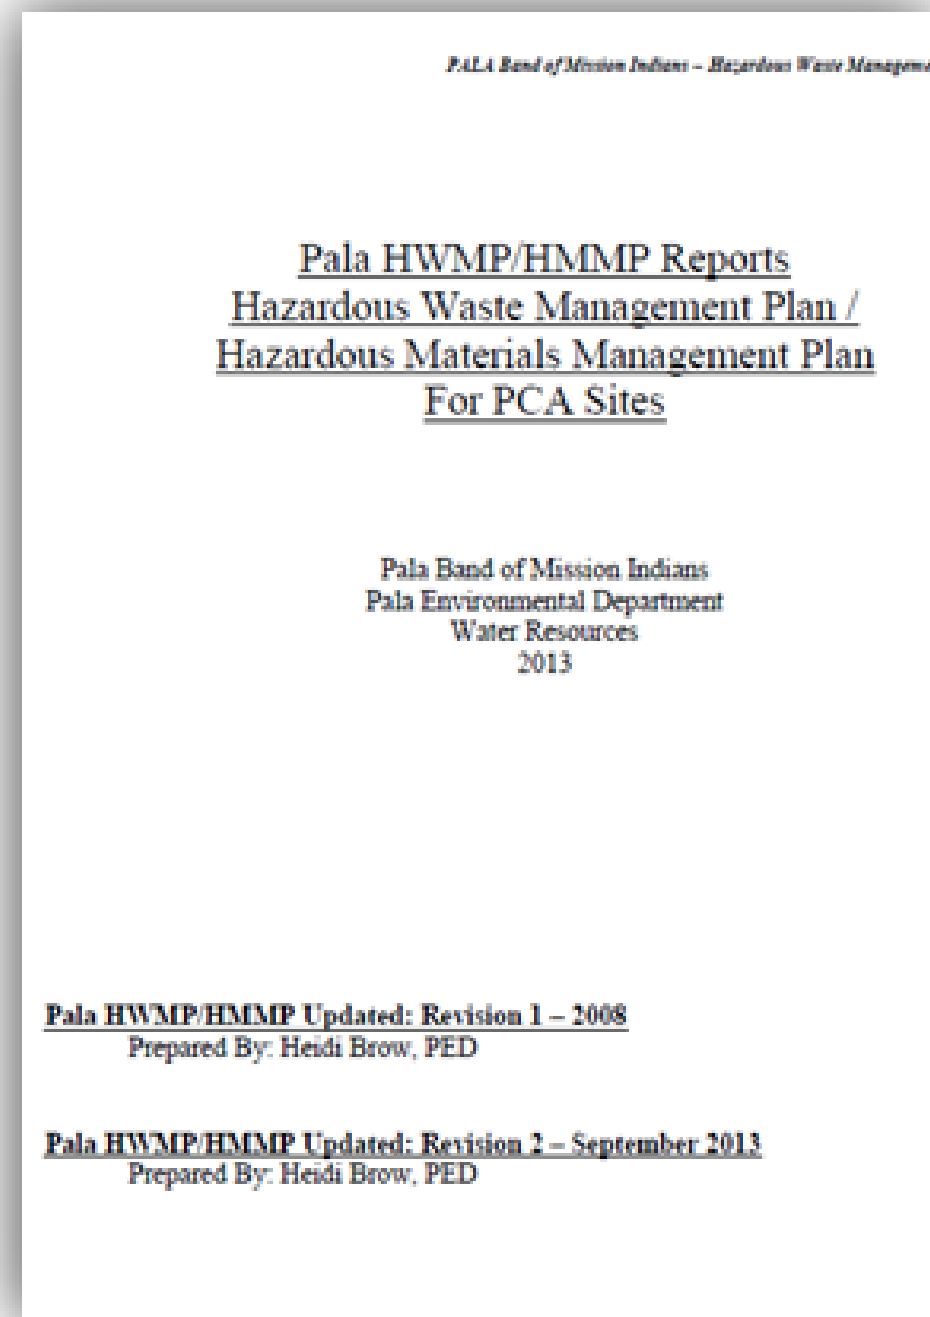 PALA Band of Mission Indians – Hazardous Waste Manageme
Pala HWMP/HMMP Reports
Hazardous Waste Management Plan /
Hazardous Materials Management Plan
For PCA Sites
Pala Band of Mission Indians
Pala Environmental Department
Water Resources
2013
Pala HWMP/HMMP Updated: Revision 1 – 2008
Prepared By: Heidi Brow, PED
Pala HWMP/HMMP Updated: Revision 2 – September 2013
Prepared By: Heidi Brow, PED